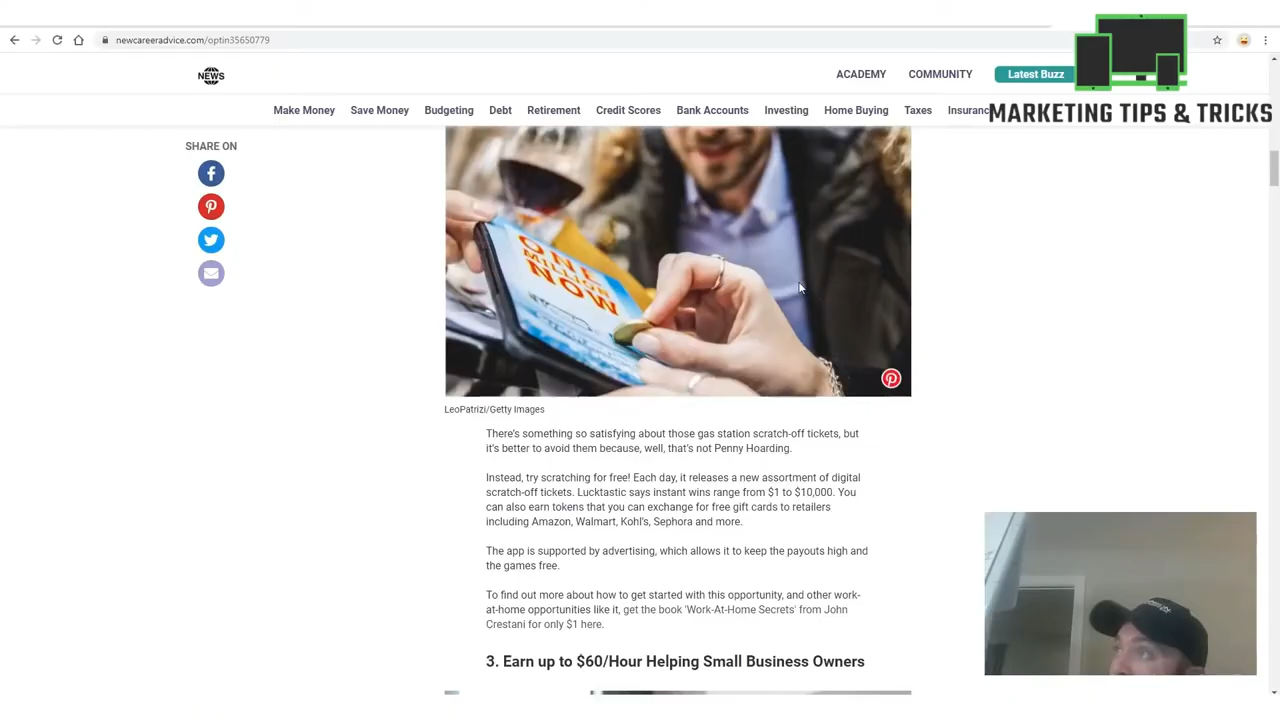 newcareeradvice.com/optin35650779
NEWS
ACADEMY
COMMUNITY
Latest Buzz
MARKETING TIPS & TRICKS
Make Money
Save Money
Budgeting
Debt
Retirement
Credit Scores
Bank Accounts
Investing
Home Buying
Taxes
Insuranc
SHARE ON
ONE
MILLION
NOW
LeoPatrizi/Getty Images
There's something so satisfying about those gas station scratch-off tickets, but
it's better to avoid them because, well, that's not Penny Hoarding.
Instead, try scratching for free! Each day, it releases a new assortment of digital
scratch-off tickets. Lucktastic says instant wins range from $1 to $10,000. You
can also earn tokens that you can exchange for free gift cards to retailers
including Amazon, Walmart, Kohl's, Sephora and more.
The app is supported by advertising, which allows it to keep the payouts high and
the games free.
To find out more about how to get started with this opportunity, and other work-
at-home opportunities like it, get the book 'Work-At-Home Secrets' from John
Crestani for only $1 here.
3. Earn up to $60/Hour Helping Small Business Owners